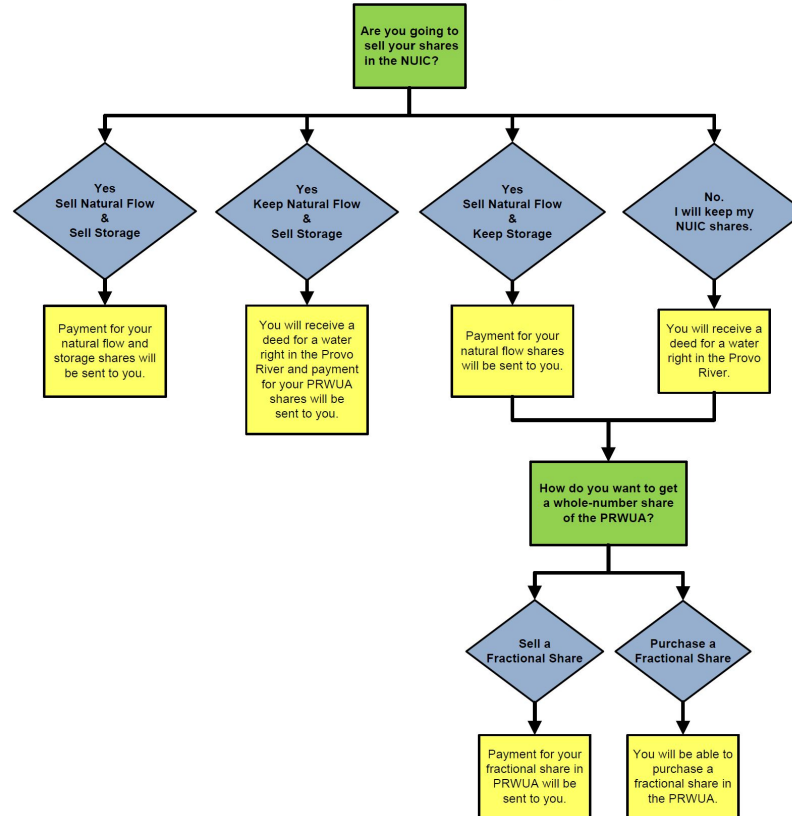 Are you going to
sell your shares
in the NUIC?
Yes
Sell Natural Flow
&
Sell Storage
Yes
Keep Natural Flow
&
Sell Storage
Yes
Sell Natural Flow
&
Keep Storage
No.
I will keep my
NUIC shares.
Payment for your
natural flow and
storage shares will
be sent to you.
You will receive a
deed for a water
right in the Provo
River and payment
for your PRWUA
shares will be
sent to you.
Payment for your
natural flow shares
will be sent to you.
You will receive a
deed for a water
right in the Provo
River.
How do you want to get
a whole-number share
of the PRWUA?
Sell a
Fractional Share
Purchase a
Fractional Share
Payment for your
fractional share in
PRWUA will be
sent to you.
You will be able to
purchase a
fractional share in
the PRWUA.